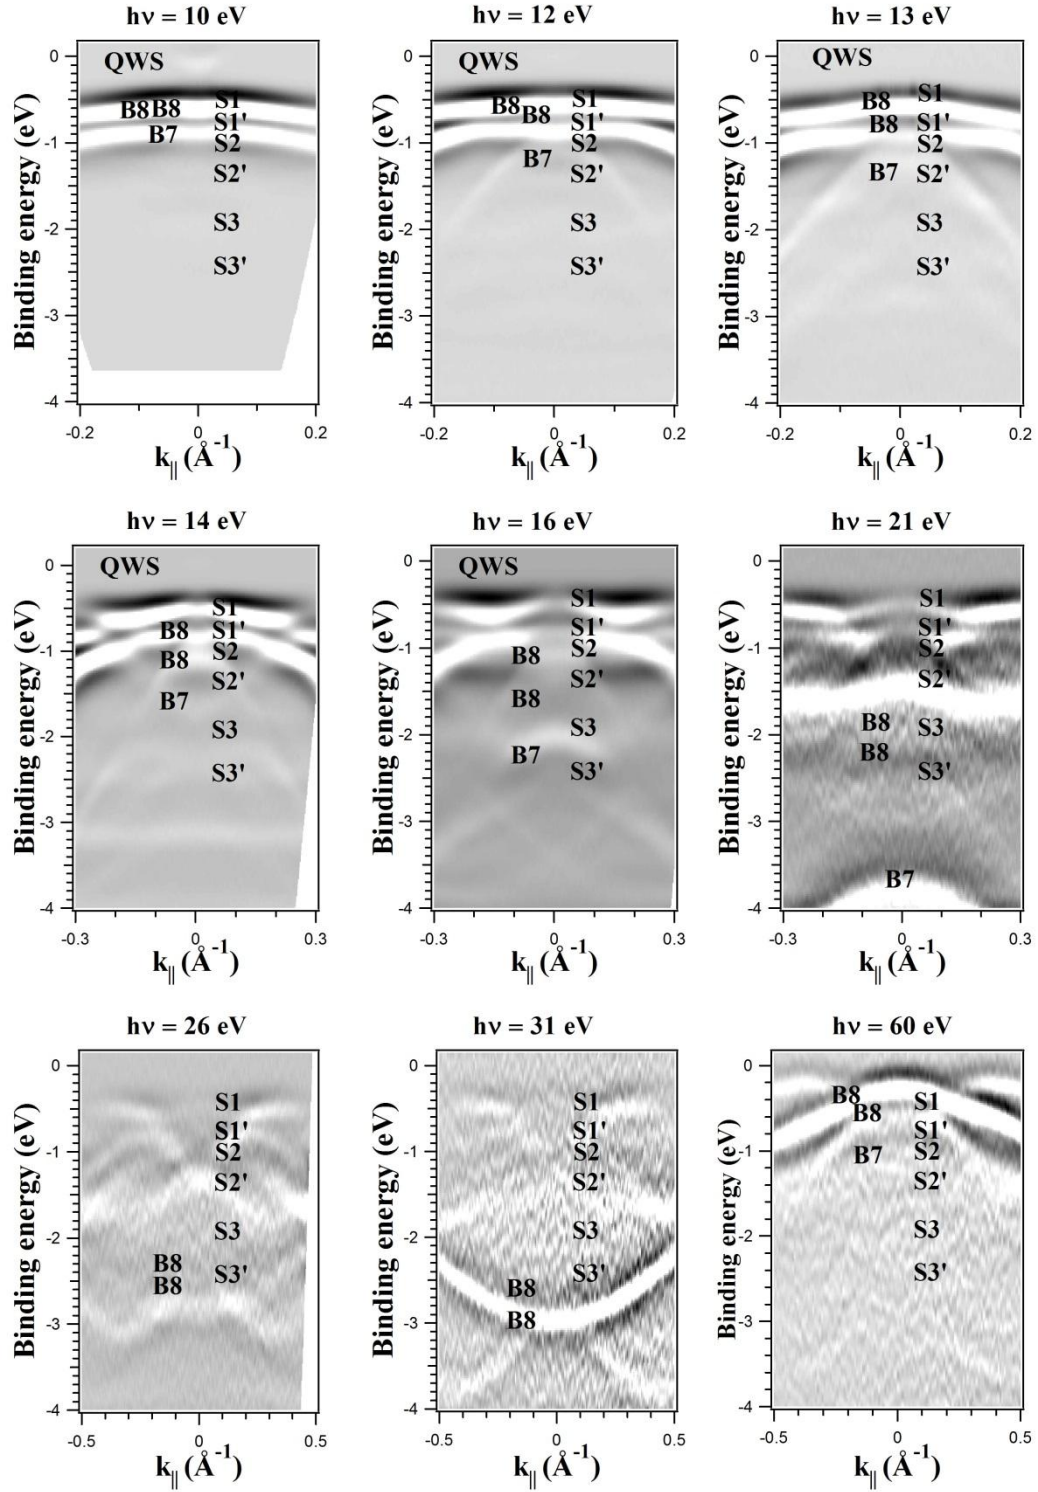 hν = 10 eV
hν = 12 eV
hν = 13 eV
Binding energy (eV)
0
-1
-2
-3
-4
QWS
B8 B8
B7
S1
S1'
S2
S2'
S3
S3'
-0.2
0
0.2
k|| (Å-1)
Binding energy (eV)
0
-1
-2
-3
-4
QWS
B8
B8
B7
S1
S1'
S2
S2'
S3
S3'
-0.2
0
0.2
k|| (Å-1)
Binding energy (eV)
0
-1
-2
-3
-4
QWS
B8
B8
B7
S1
S1'
S2
S2'
S3
S3'
-0.2
0
0.2
k|| (Å-1)
hν = 14 eV
hν = 16 eV
hν = 21 eV
Binding energy (eV)
0
-1
-2
-3
-4
QWS
B8
B8
B7
S1
S1'
S2
S2'
S3
S3'
-0.3
0
0.3
k|| (Å-1)
Binding energy (eV)
0
-1
-2
-3
-4
QWS
B8
B8
B7
S1
S1'
S2
S2'
S3
S3'
-0.3
0
0.3
k|| (Å-1)
Binding energy (eV)
0
-1
-2
-3
-4
B8
B8
B7
S1
S1'
S2
S2'
S3
S3'
-0.3
0
0.3
k|| (Å-1)
hν = 26 eV
hν = 31 eV
hν = 60 eV
Binding energy (eV)
0
-1
-2
-3
-4
B8
B8
S1
S1'
S2
S2'
S3
S3'
-0.5
0
0.5
k|| (Å-1)
Binding energy (eV)
0
-1
-2
-3
-4
B8
B8
S1
S1'
S2
S2'
S3
S3'
-0.5
0
0.5
k|| (Å-1)
Binding energy (eV)
0
-1
-2
-3
-4
B8
B8
B7
S1
S1'
S2
S2'
S3
S3'
-0.5
0
0.5
k|| (Å-1)